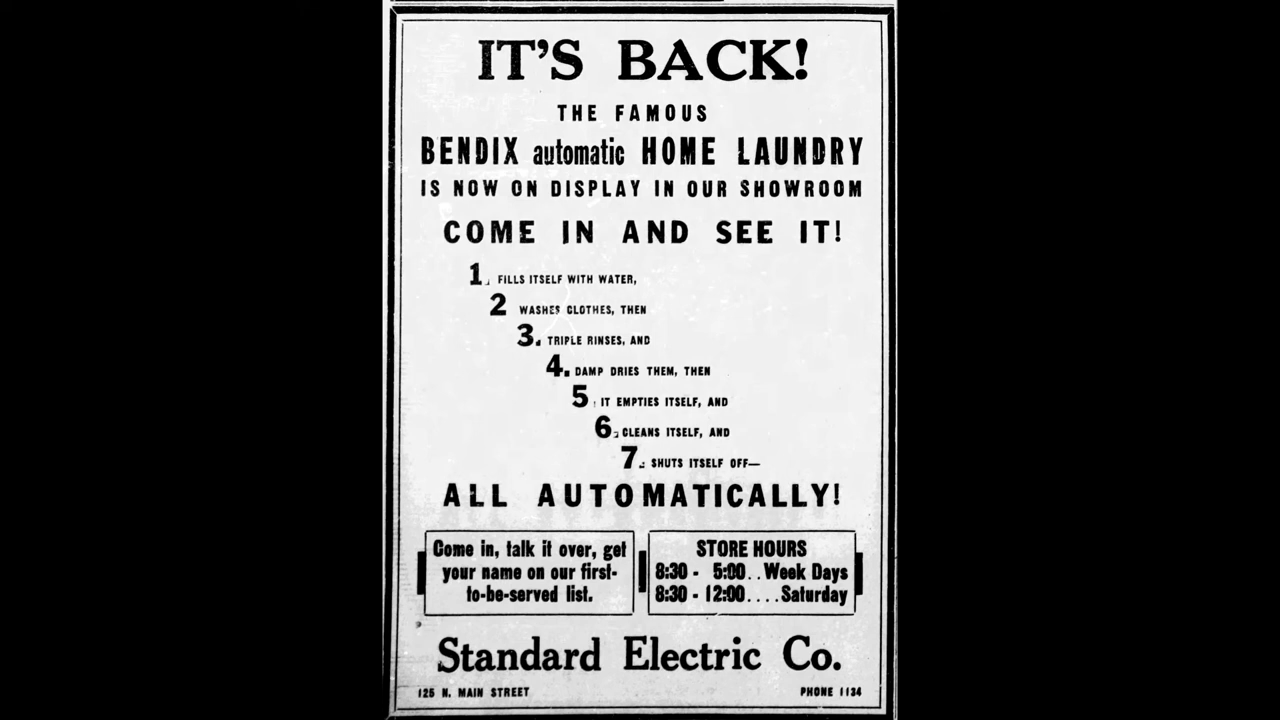 IT'S BACK!
THE FAMOUS
BENDIX automatic HOME LAUNDRY
IS NOW ON DISPLAY IN OUR SHOWROOM
COME IN AND SEE IT!
1. FILLS ITSELF WITH WATER,
2 WASHES CLOTHES, THEN
3. TRIPLE RINSES, AND
4. DAMP DRIES THEM, THEN
5. IT EMPTIES ITSELF, AND
6. CLEANS ITSELF, AND
7. SHUTS ITSELF OFF—
ALL AUTOMATICALLY!
Come in, talk it over, get
your name on our first-
to-be-served list.
STORE HOURS
8:30 - 5:00..Week Days
8:30 - 12:00....Saturday
Standard Electric Co.
125 N. MAIN STREET
PHONE 1134